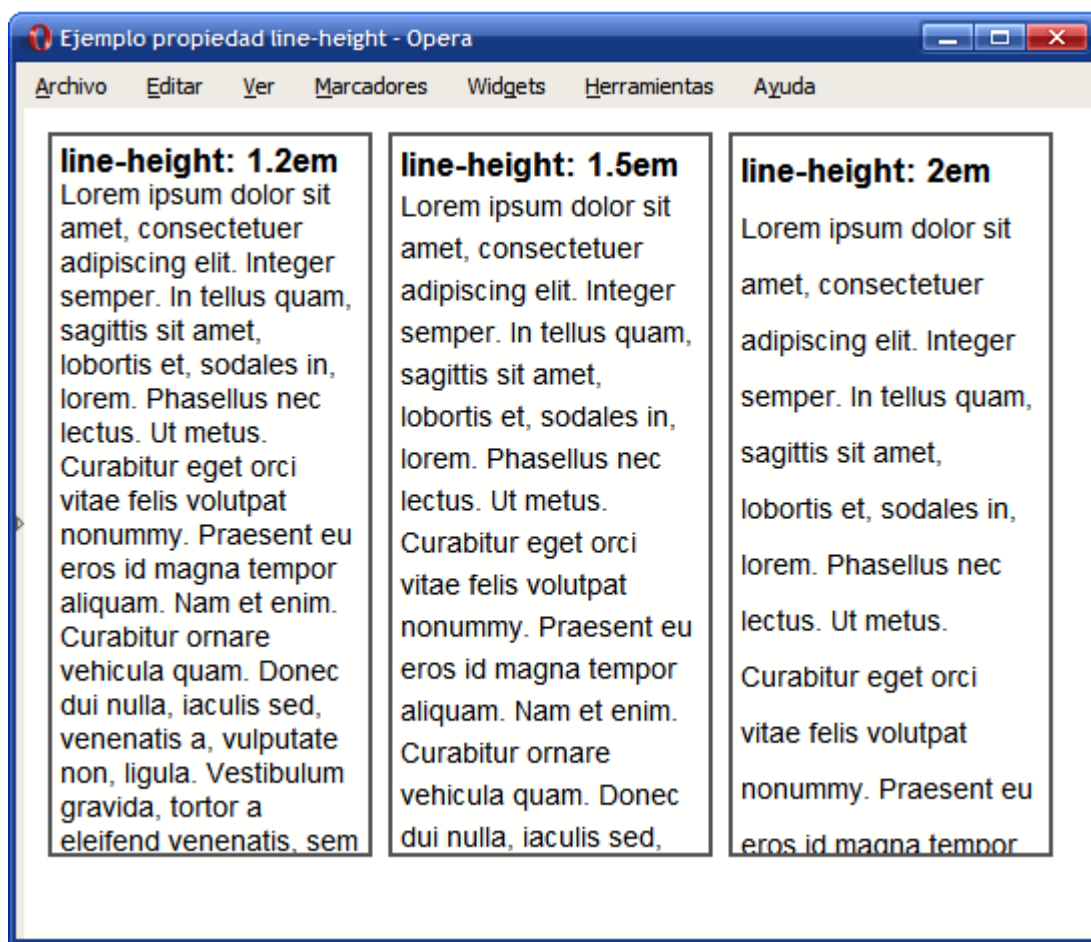 Ejemplo propiedad line-height - Opera
Archivo Editar Ver Marcadores Widgets Herramientas Ayuda
line-height: 1.2em
Lorem ipsum dolor sit
amet, consectetuer
adipiscing elit. Integer
semper. In tellus quam,
sagittis sit amet,
lobortis et, sodales in,
lorem. Phasellus nec
lectus. Ut metus.
Curabitur eget orci
vitae felis volutpat
nonummy. Praesent eu
eros id magna tempor
aliquam. Nam et enim.
Curabitur ornare
vehicula quam. Donec
dui nulla, iaculis sed,
venenatis a, vulputate
non, ligula. Vestibulum
gravida, tortor a
eleifend venenatis, sem
line-height: 1.5em
Lorem ipsum dolor sit
amet, consectetuer
adipiscing elit. Integer
semper. In tellus quam,
sagittis sit amet,
lobortis et, sodales in,
lorem. Phasellus nec
lectus. Ut metus.
Curabitur eget orci
vitae felis volutpat
nonummy. Praesent eu
eros id magna tempor
aliquam. Nam et enim.
Curabitur ornare
vehicula quam. Donec
dui nulla, iaculis sed,
line-height: 2em
Lorem ipsum dolor sit
amet, consectetuer
adipiscing elit. Integer
semper. In tellus quam,
sagittis sit amet,
lobortis et, sodales in,
lorem. Phasellus nec
lectus. Ut metus.
Curabitur eget orci
vitae felis volutpat
nonummy. Praesent eu
eros id magna tempor